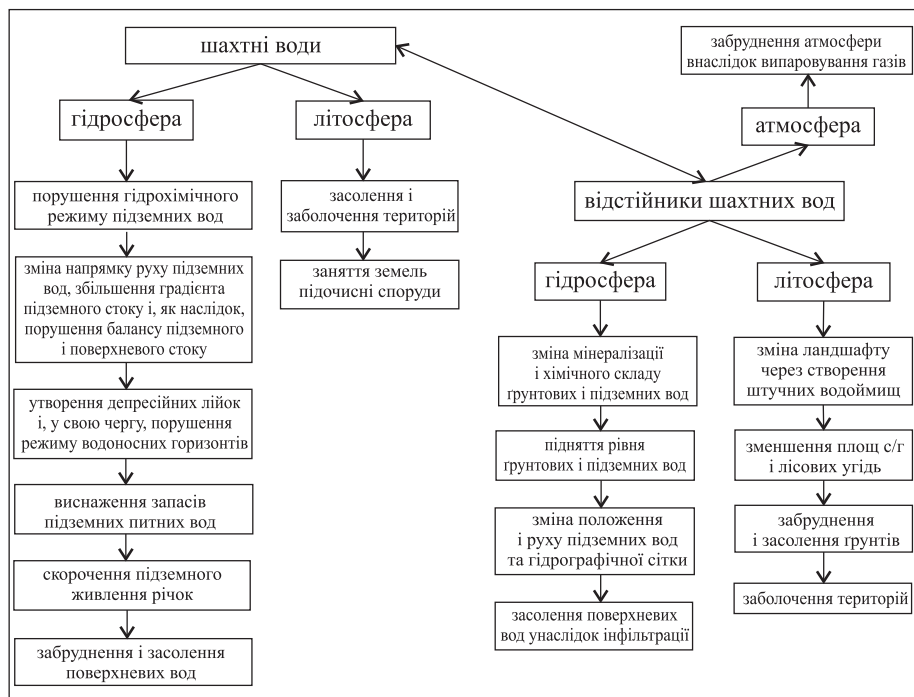 шахтні води
гідросфера
порушення гідрохімічного
режиму підземних вод
зміна напрямку руху підземних
вод, збільшення градієнта
підземного стоку і, як наслідок,
порушення балансу підземного
і поверхневого стоку
утворення депресійних лійок
і, у свою чергу, порушення
режиму водоносних горизонтів
виснаження запасів
підземних питних вод
скорочення підземного
живлення річок
забруднення і засолення
поверхневих вод
літосфера
засолення і
заболочення територій
заняття земель
підочисні споруди
забруднення атмосфери
внаслідок випаровування газів
атмосфера
відстійники шахтних вод
гідросфера
зміна мінералізації
і хімічного складу
ґрунтових і підземних вод
підняття рівня
ґрунтових і підземних вод
зміна положення
і руху підземних вод
та гідрографічної сітки
засолення поверхневих
вод унаслідок інфільтрації
літосфера
зміна ландшафту
через створення
штучних водоймищ
зменшення площ с/г
і лісових угідь
забруднення
і засолення ґрунтів
заболочення територій